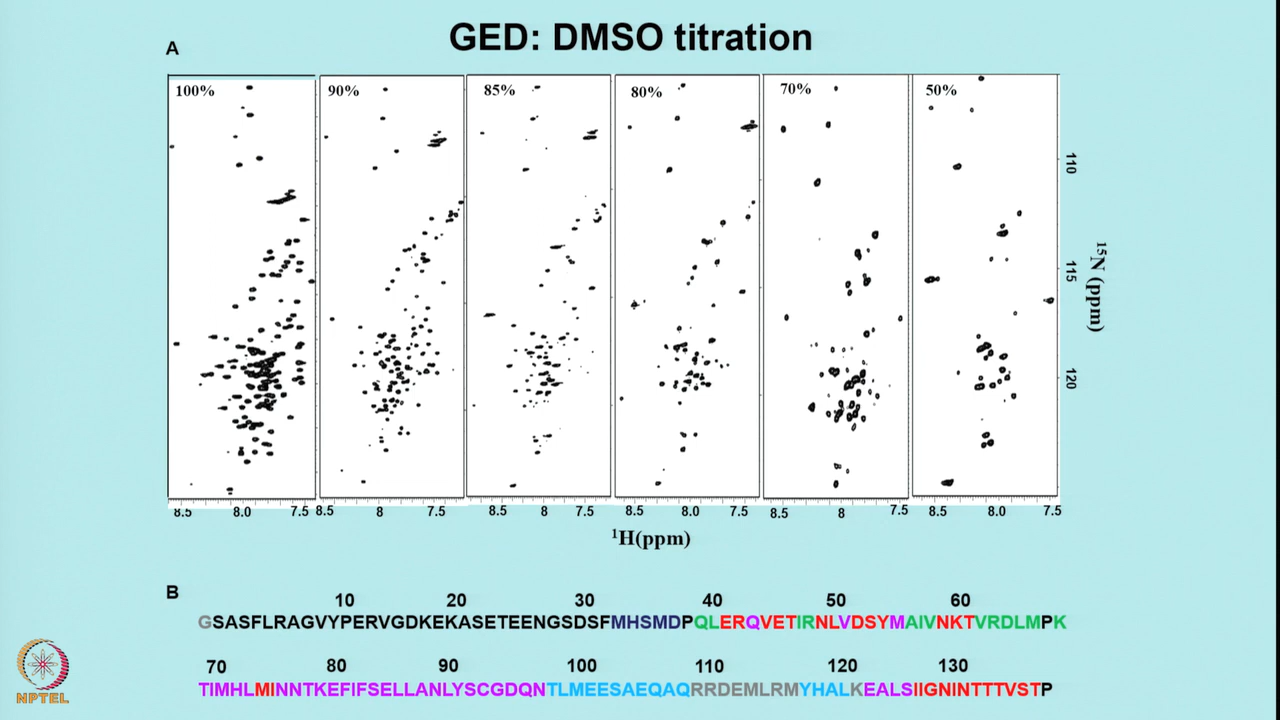 GED: DMSO titration
A
100% 90% 85% 80% 70% 50%
110
115
120
15N (ppm)
8.5 8.0 7.5 8.5 8 7.5 8.5 8 7.5 8.5 8.0 7.5 8.5 8 7.5 8.5 8.0 7.5
1H(ppm)
B
10 20 30 40 50 60
GSASFLRAGVYPERVGDKEKASETEENGSDSFMHSMDPQLERQVETIRNLVDSYMAIVNKTVRDLMPK
70 80 90 100 110 120 130
TIMHLMINNTKEFIFSELLANLYSCGDQNTLMEESAEQAQRRDEMLRMYHALKEALSIIGNINTTTVSTP
NPTEL